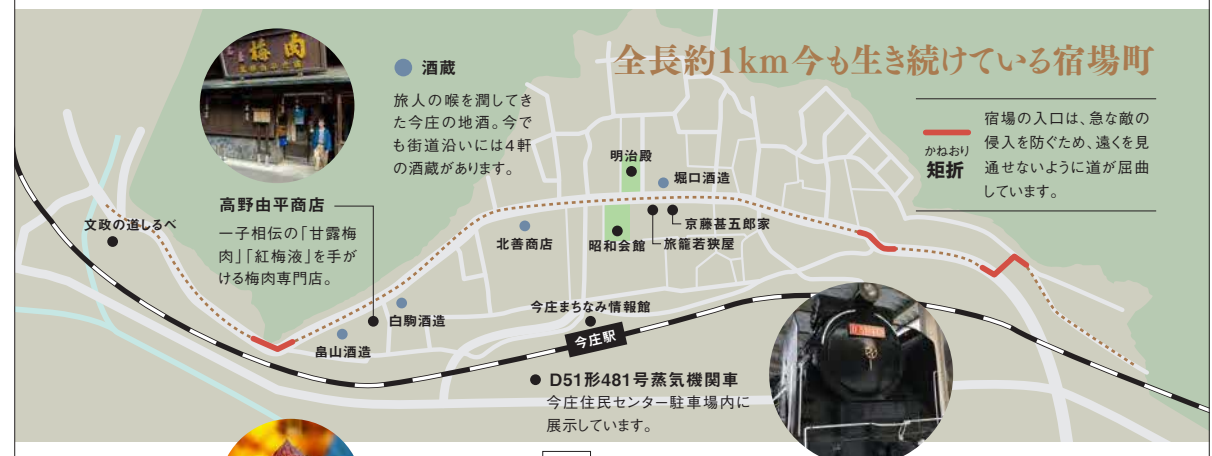 全長約1km今も生き続けている宿場町
梅肉
酒蔵
旅人の喉を潤してき
た今庄の地酒。今で
も街道沿いには4軒
の酒蔵があります。
宿場の入口は、急な敵の
侵入を防ぐため、遠くを見
通せないように道が屈曲
しています。
かねおり
矩折
明治殿
堀口酒造
高野由平商店
一子相伝の「甘露梅
肉」「紅梅液」を手が
ける梅肉専門店。
文政の道しるべ
北善商店
昭和会館
京藤甚五郎家
旅籠若狭屋
白駒酒造
畠山酒造
今庄まちなみ情報館
今庄駅
D51形481号蒸気機関車
今庄住民センター駐車場内に
展示しています。